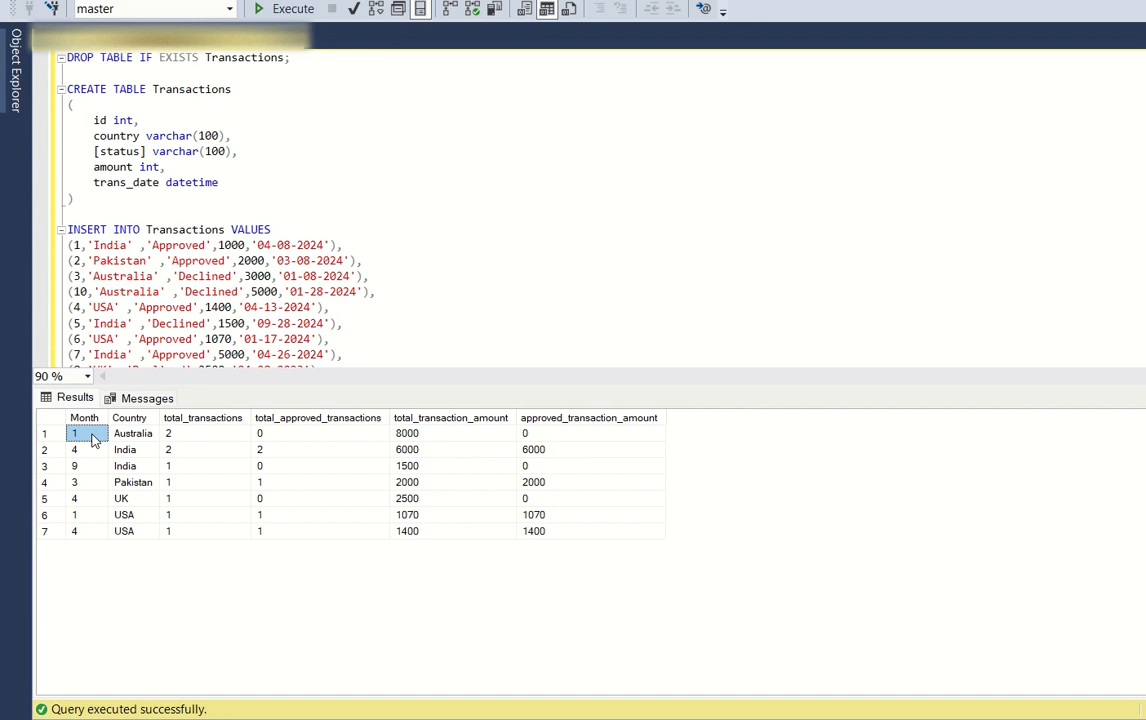 master
Execute
Object Explorer
DROP TABLE IF EXISTS Transactions;
CREATE TABLE Transactions
(
id int,
country varchar(100),
[status] varchar(100),
amount int,
trans_date datetime
)
INSERT INTO Transactions VALUES
(1,'India' ,'Approved',1000,'04-08-2024'),
(2,'Pakistan' ,'Approved',2000,'03-08-2024'),
(3,'Australia' ,'Declined',3000,'01-08-2024'),
(10,'Australia' ,'Declined',5000,'01-28-2024'),
(4,'USA' ,'Approved',1400,'04-13-2024'),
(5,'India' ,'Declined',1500,'09-28-2024'),
(6,'USA' ,'Approved',1070,'01-17-2024'),
(7,'India' ,'Approved',5000,'04-26-2024'),
90 %
Results Messages
Month Country total_transactions total_approved_transactions total_transaction_amount approved_transaction_amount
1 1 Australia 2 0 8000 0
2 4 India 2 2 6000 6000
3 9 India 1 0 1500 0
4 3 Pakistan 1 1 2000 2000
5 4 UK 1 0 2500 0
6 1 USA 1 1 1070 1070
7 4 USA 1 1 1400 1400
Query executed successfully.